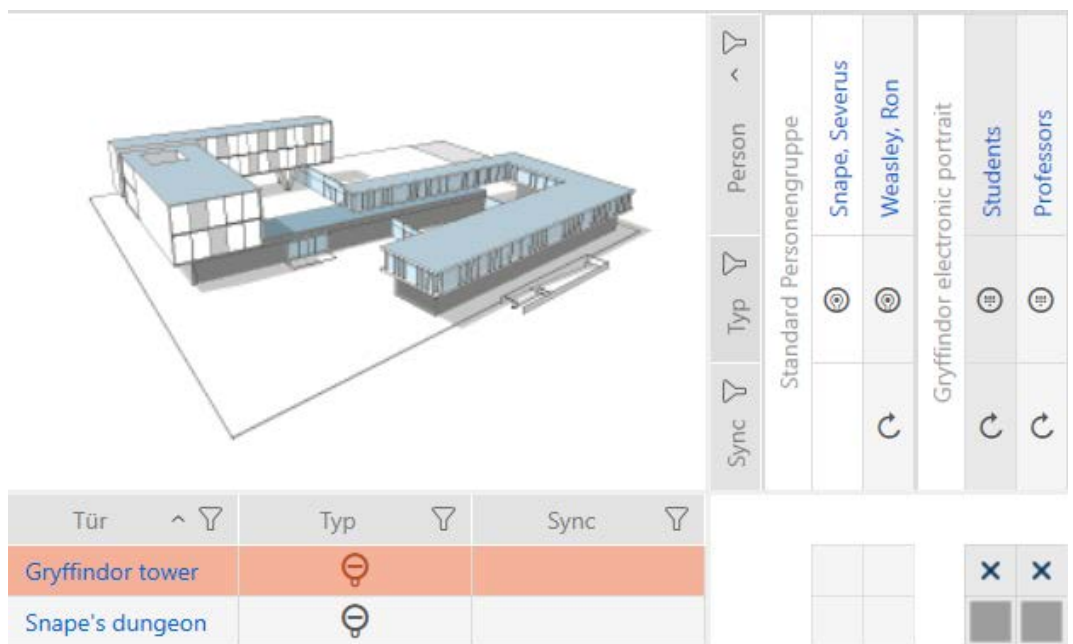 Person
Typ
Sync
Standard Personengruppe
Snape, Severus
Weasley, Ron
Gryffindor electronic portrait
Students
Professors
Tür
Typ
Sync
Gryffindor tower
Snape's dungeon